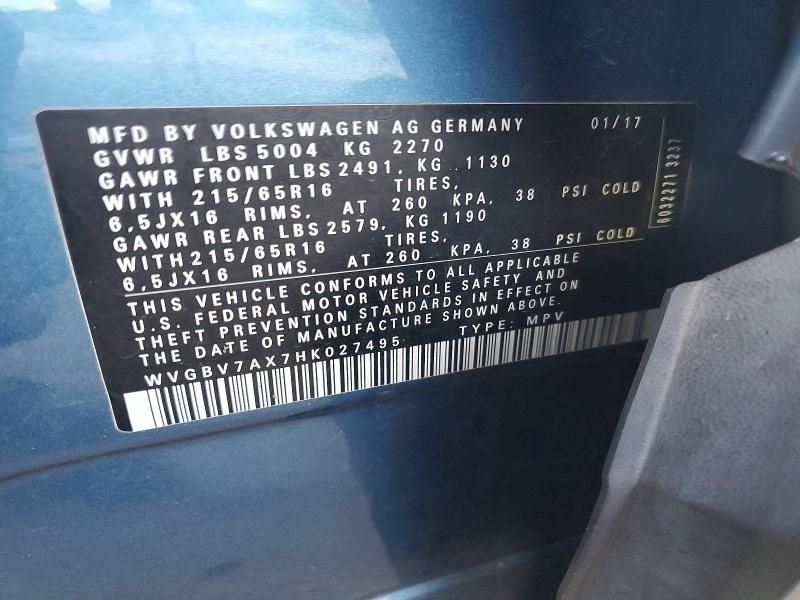 MFD BY VOLKSWAGEN AG GERMANY 01/17
GVWR LBS 5004 KG 2270
GAWR FRONT LBS 2491, KG 1130
WITH 215/65R16 TIRES,
6,5JX16 RIMS, AT 260 KPA, 38 PSI COLD
GAWR REAR LBS 2579, KG 1190
WITH 215/65R16 TIRES,
6,5JX16 RIMS, AT 260 KPA, 38 PSI COLD
THIS VEHICLE CONFORMS TO ALL APPLICABLE
U.S. FEDERAL MOTOR VEHICLE SAFETY AND
THEFT PREVENTION STANDARDS IN EFFECT ON
THE DATE OF MANUFACTURE SHOWN ABOVE.
WVGBV7AX7HK027495 TYPE: MPV
6032271 3237